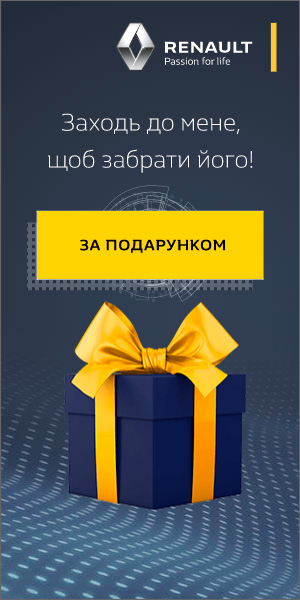 RENAULT
Passion for life
Заходь до мене,
щоб забрати його!
ЗА ПОДАРУНКОМ